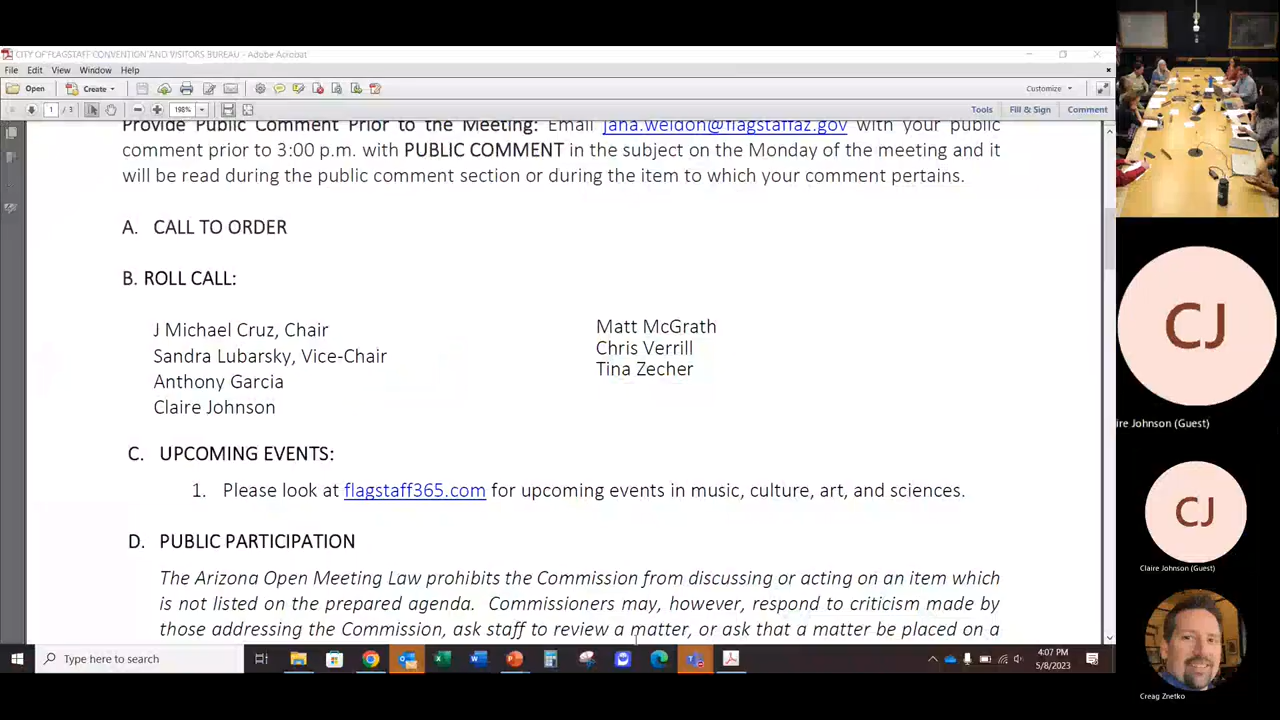 CITY OF FLAGSTAFF CONVENTION AND VISITORS BUREAU - Adobe Acrobat
File Edit View Window Help
Open Create Customize
1 / 3 198% Tools Fill & Sign Comment
Provide Public Comment Prior to the Meeting: Email jana.weldon@flagstaffaz.gov with your public
comment prior to 3:00 p.m. with PUBLIC COMMENT in the subject on the Monday of the meeting and it
will be read during the public comment section or during the item to which your comment pertains.
A. CALL TO ORDER
B. ROLL CALL:
J Michael Cruz, Chair
Sandra Lubarsky, Vice-Chair
Anthony Garcia
Claire Johnson
Matt McGrath
Chris Verrill
Tina Zecher
C. UPCOMING EVENTS:
1. Please look at flagstaff365.com for upcoming events in music, culture, art, and sciences.
D. PUBLIC PARTICIPATION
The Arizona Open Meeting Law prohibits the Commission from discussing or acting on an item which
is not listed on the prepared agenda. Commissioners may, however, respond to criticism made by
those addressing the Commission, ask staff to review a matter, or ask that a matter be placed on a
Type here to search
4:07 PM
5/8/2023
CJ
ire Johnson (Guest)
CJ
Claire Johnson (Guest)
Creag Znetko